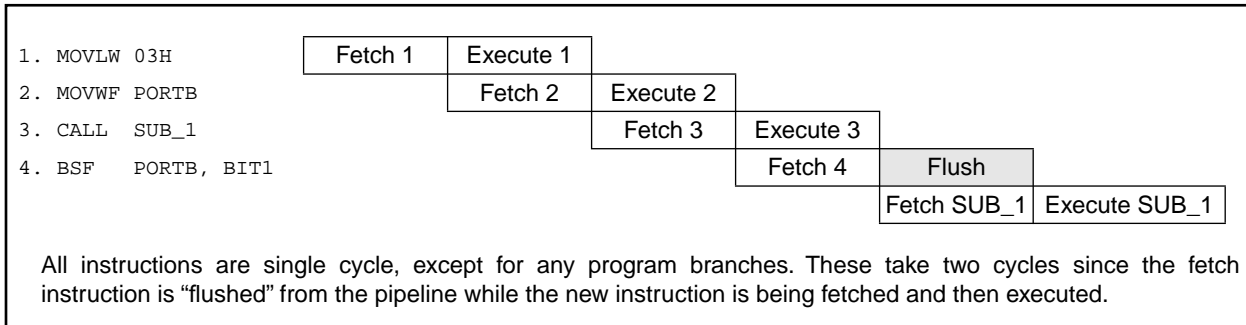 1. MOVLW 03H Fetch 1 Execute 1
2. MOVWF PORTB Fetch 2 Execute 2
3. CALL SUB_1 Fetch 3 Execute 3
4. BSF PORTB, BIT1 Fetch 4 Flush
Fetch SUB_1 Execute SUB_1
All instructions are single cycle, except for any program branches. These take two cycles since the fetch
instruction is “flushed” from the pipeline while the new instruction is being fetched and then executed.